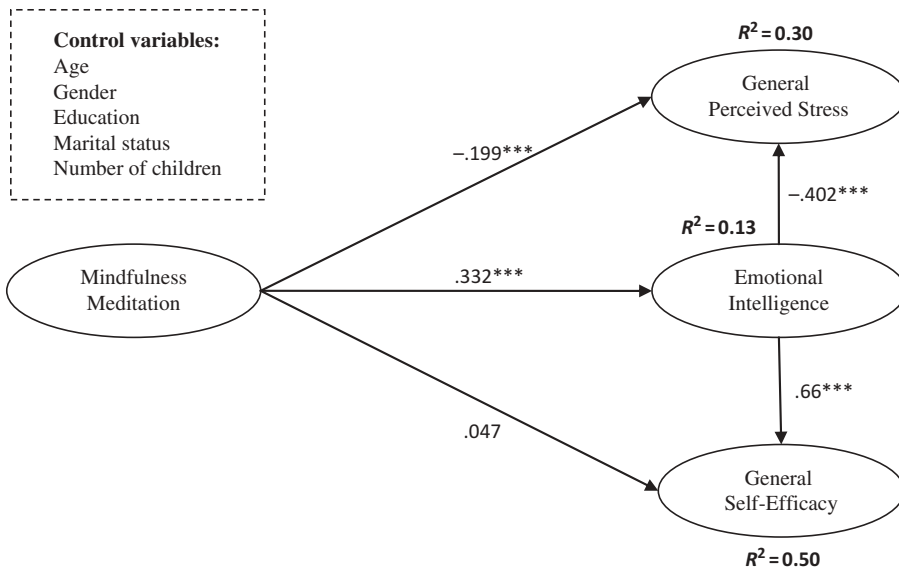 Control variables:
Age
Gender
Education
Marital status
Number of children
R² = 0.30
General
Perceived Stress
–.199***
–.402***
R² = 0.13
Mindfulness
Meditation
.332***
Emotional
Intelligence
.66***
.047
General
Self-Efficacy
R² = 0.50